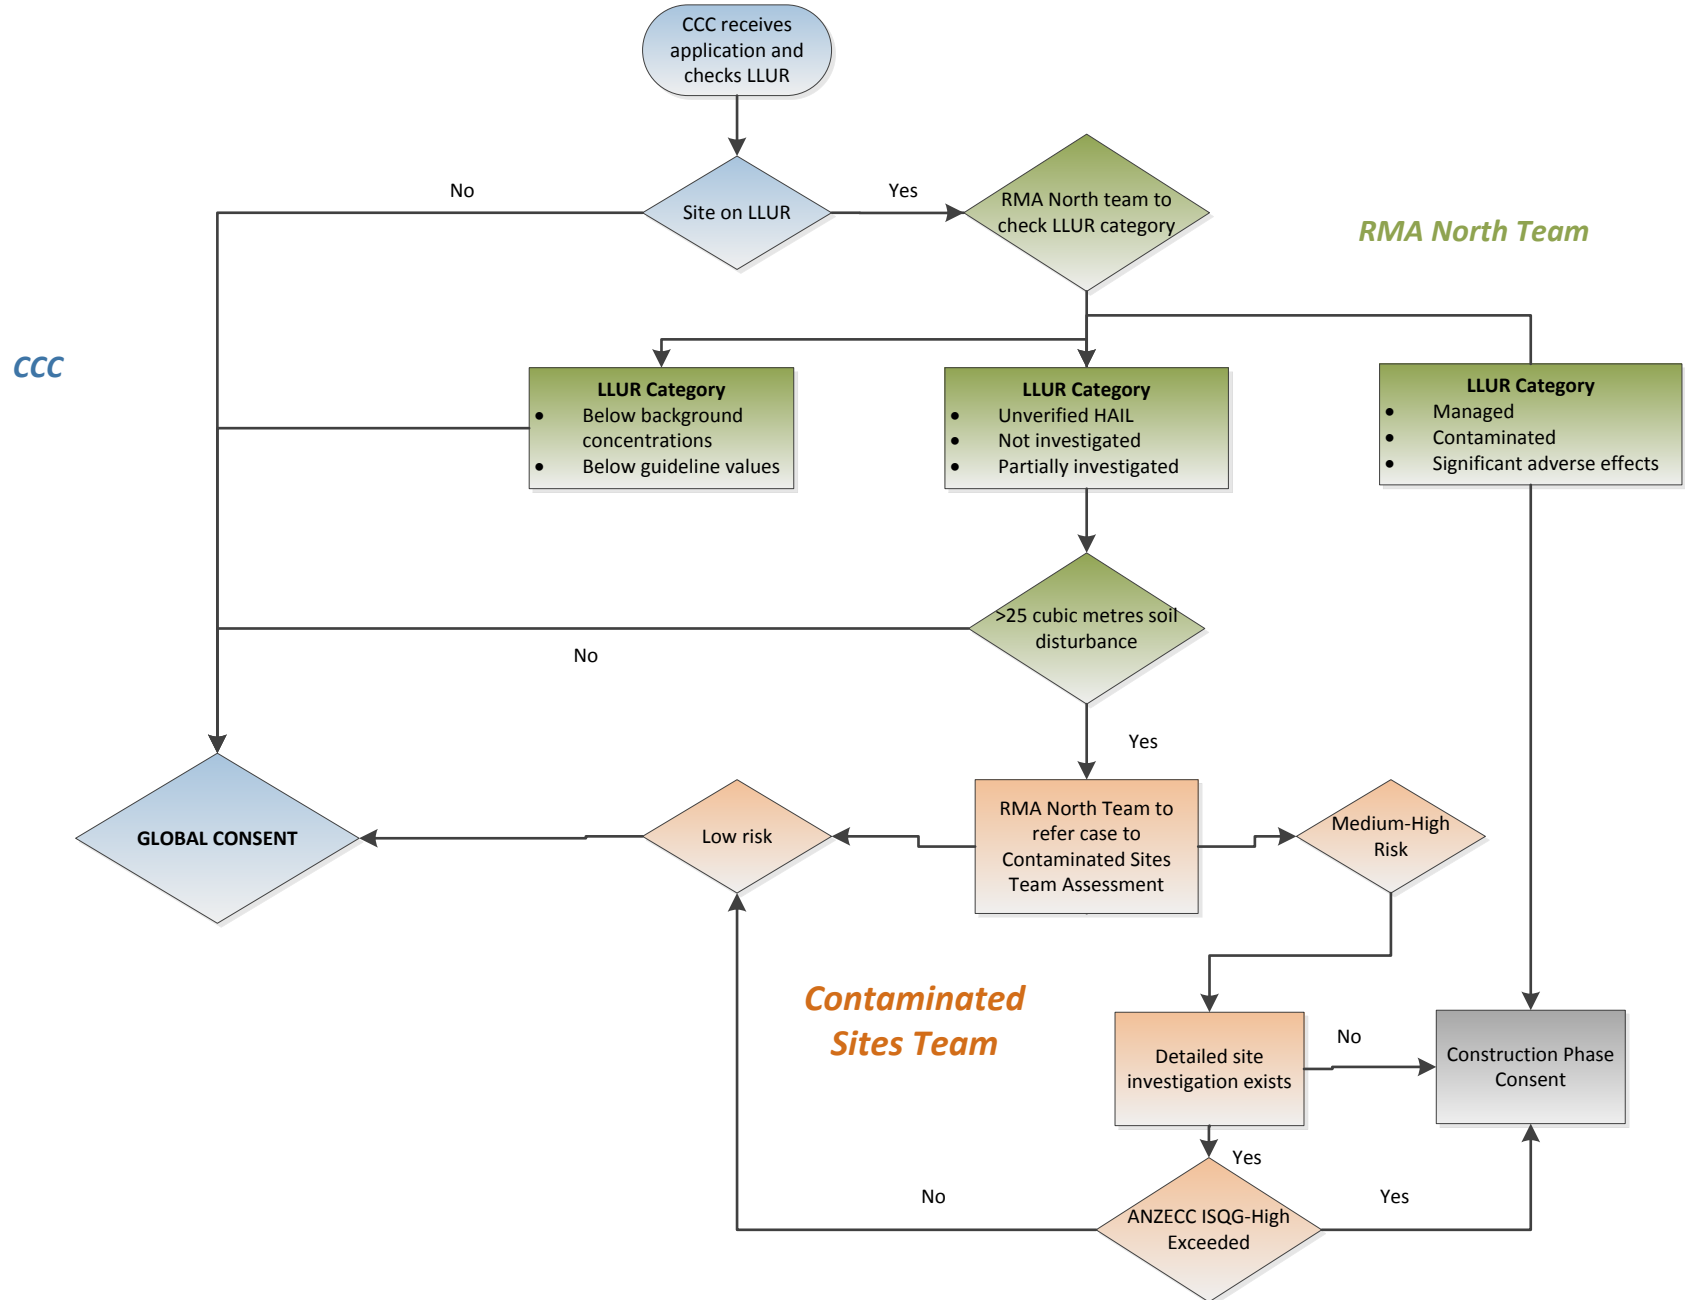 CCC receives
application and
checks LLUR
No
Site on LLUR
Yes
RMA North team to
check LLUR category
RMA North Team
CCC
LLUR Category
• Below background
concentrations
• Below guideline values
LLUR Category
• Unverified HAIL
• Not investigated
• Partially investigated
LLUR Category
• Managed
• Contaminated
• Significant adverse effects
>25 cubic metres soil
disturbance
No
Yes
GLOBAL CONSENT
Low risk
RMA North Team to
refer case to
Contaminated Sites
Team Assessment
Medium-High
Risk
Contaminated
Sites Team
Detailed site
investigation exists
No
Construction Phase
Consent
Yes
No
ANZECC ISQG-High
Exceeded
Yes